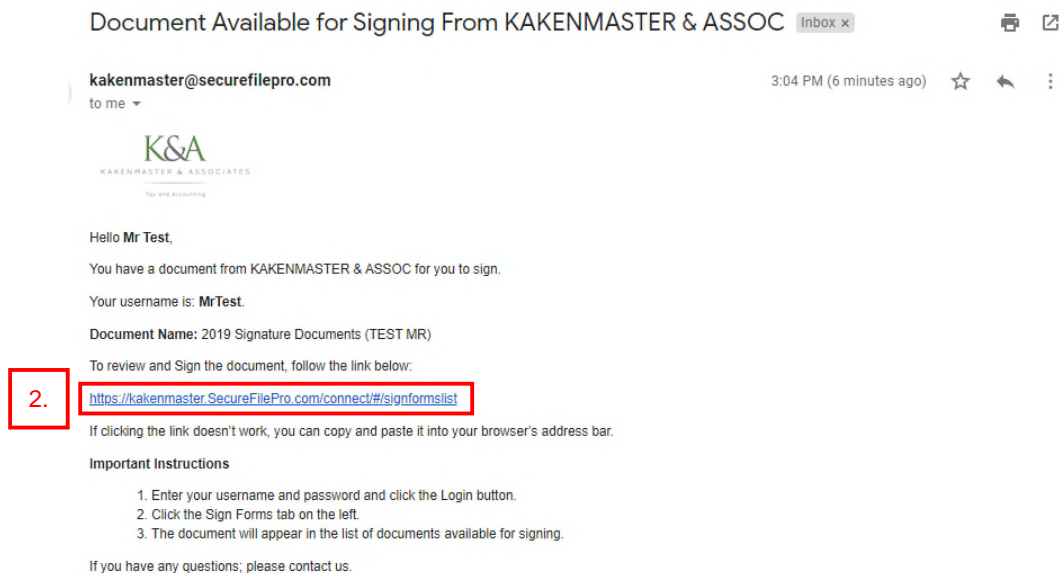 Document Available for Signing From KAKENMASTER & ASSOC Inbox x
kakenmaster@securefilepro.com 3:04 PM (6 minutes ago)
to me
K&A
KAKENMASTER & ASSOCIATES
Tax and Accounting
Hello Mr Test,
You have a document from KAKENMASTER & ASSOC for you to sign.
Your username is: MrTest.
Document Name: 2019 Signature Documents (TEST MR)
To review and Sign the document, follow the link below:
2. https://kakenmaster.SecureFilePro.com/connect/#/signformslist
If clicking the link doesn't work, you can copy and paste it into your browser's address bar.
Important Instructions
1. Enter your username and password and click the Login button.
2. Click the Sign Forms tab on the left.
3. The document will appear in the list of documents available for signing.
If you have any questions; please contact us.